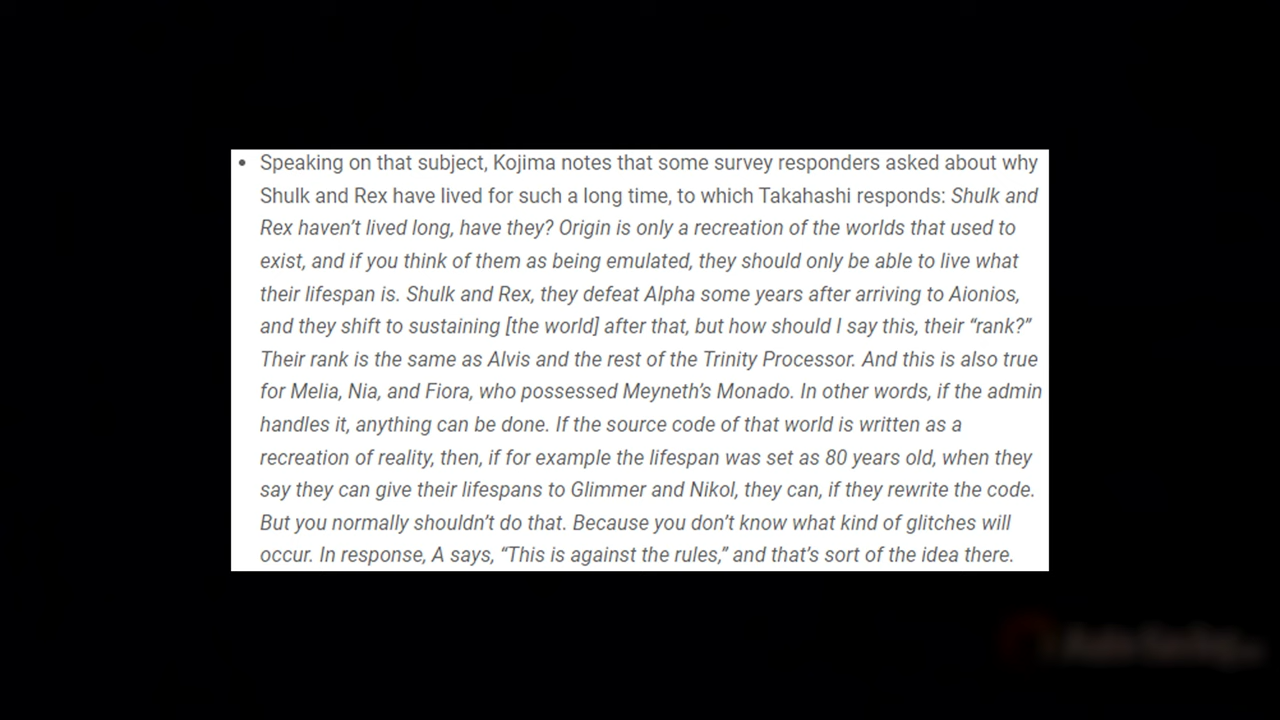 • Speaking on that subject, Kojima notes that some survey responders asked about why
Shulk and Rex have lived for such a long time, to which Takahashi responds: Shulk and
Rex haven’t lived long, have they? Origin is only a recreation of the worlds that used to
exist, and if you think of them as being emulated, they should only be able to live what
their lifespan is. Shulk and Rex, they defeat Alpha some years after arriving to Aionios,
and they shift to sustaining [the world] after that, but how should I say this, their “rank?”
Their rank is the same as Alvis and the rest of the Trinity Processor. And this is also true
for Melia, Nia, and Fiora, who possessed Meyneth’s Monado. In other words, if the admin
handles it, anything can be done. If the source code of that world is written as a
recreation of reality, then, if for example the lifespan was set as 80 years old, when they
say they can give their lifespans to Glimmer and Nikol, they can, if they rewrite the code.
But you normally shouldn’t do that. Because you don’t know what kind of glitches will
occur. In response, A says, “This is against the rules,” and that’s sort of the idea there.